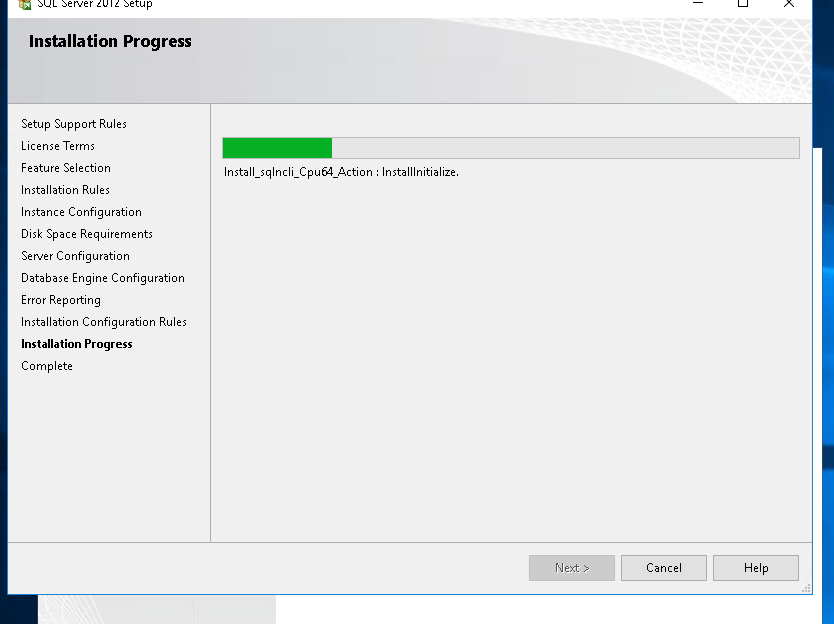 SQL Server 2012 Setup
Installation Progress
Setup Support Rules
License Terms
Feature Selection
Installation Rules
Instance Configuration
Disk Space Requirements
Server Configuration
Database Engine Configuration
Error Reporting
Installation Configuration Rules
Installation Progress
Complete
Install_sqlncli_Cpu64_Action : InstallInitialize.
Next >
Cancel
Help